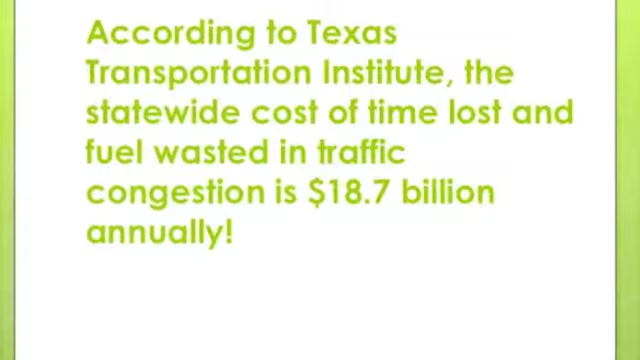 According to Texas
Transportation Institute, the
statewide cost of time lost and
fuel wasted in traffic
congestion is $18.7 billion
annually!